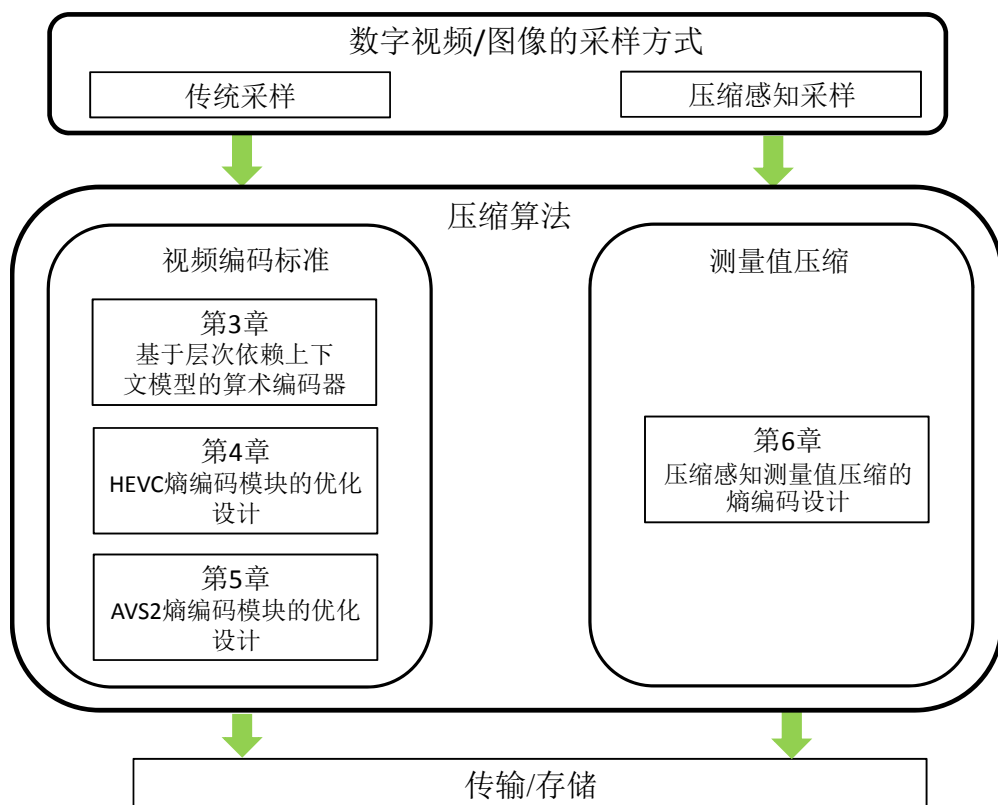 数字视频/图像的采样方式
传统采样
压缩感知采样
压缩算法
视频编码标准
第3章
基于层次依赖上下
文模型的算术编码器
第4章
HEVC熵编码模块的优化
设计
第5章
AVS2熵编码模块的优化
设计
测量值压缩
第6章
压缩感知测量值压缩的
熵编码设计
传输/存储